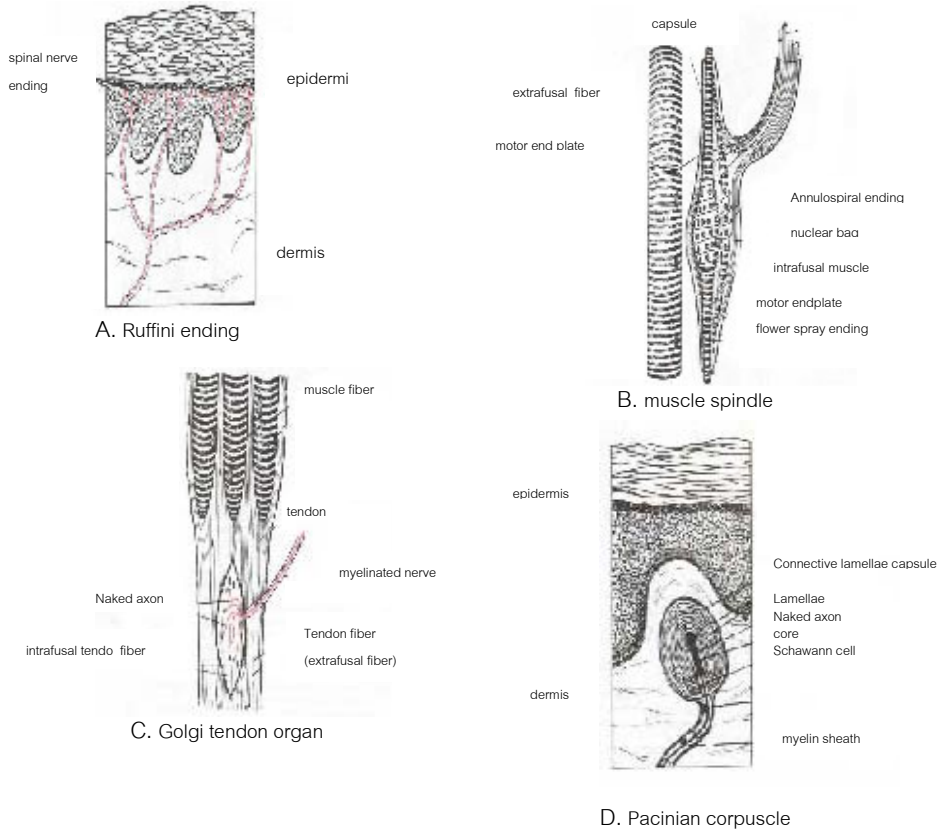 spinal nerve
ending
epidermi
dermis
A. Ruffini ending
capsule
extrafusal fiber
motor end plate
Annulospiral ending
nuclear bag
intrafusal muscle
motor endplate
flower spray ending
B. muscle spindle
muscle fiber
tendon
myelinated nerve
Naked axon
Tendon fiber
(extrafusal fiber)
intrafusal tendo fiber
C. Golgi tendon organ
epidermis
Connective lamellae capsule
Lamellae
Naked axon
core
Schawann cell
dermis
myelin sheath
D. Pacinian corpuscle